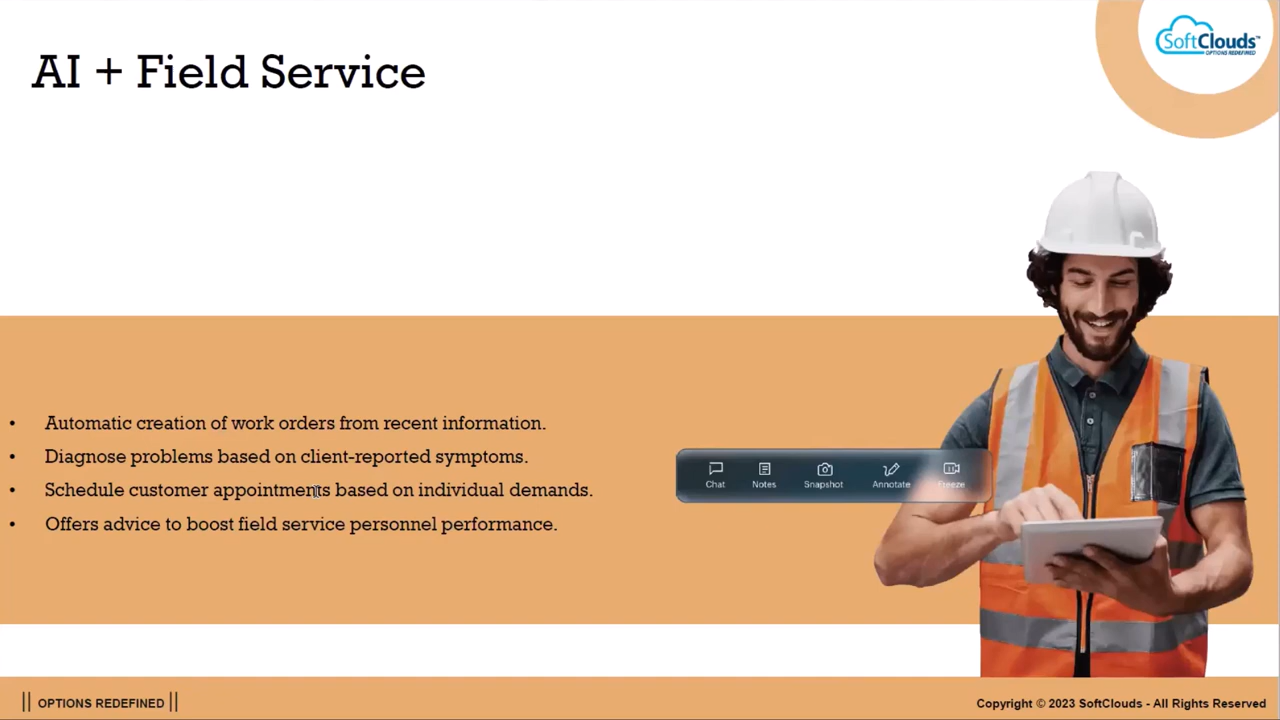 SoftClouds™
OPTIONS REDEFINED
AI + Field Service
• Automatic creation of work orders from recent information.
• Diagnose problems based on client-reported symptoms.
• Schedule customer appointments based on individual demands.
• Offers advice to boost field service personnel performance.
Chat Notes Snapshot Annotate Freeze
|| OPTIONS REDEFINED || Copyright © 2023 SoftClouds - All Rights Reserved